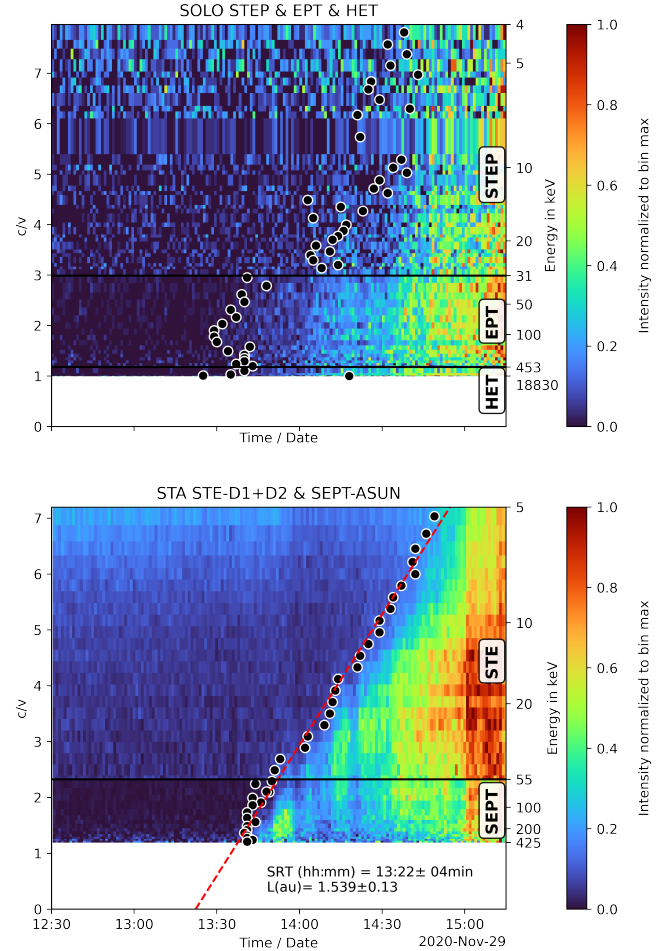 SOLO STEP & EPT & HET
c/v
7
6
5
4
3
2
1
0
4
5
10
20
31
50
100
453
18830
STEP
EPT
HET
Energy in keV
Time / Date
1.0
0.8
0.6
0.4
0.2
0.0
Intensity normalized to bin max
STA STE-D1+D2 & SEPT-ASUN
c/v
7
6
5
4
3
2
1
0
5
10
20
55
100
200
425
STE
SEPT
Energy in keV
SRT (hh:mm) = 13:22± 04min
L(au)= 1.539±0.13
12:30 13:00 13:30 14:00 14:30 15:00
Time / Date
2020-Nov-29
1.0
0.8
0.6
0.4
0.2
0.0
Intensity normalized to bin max